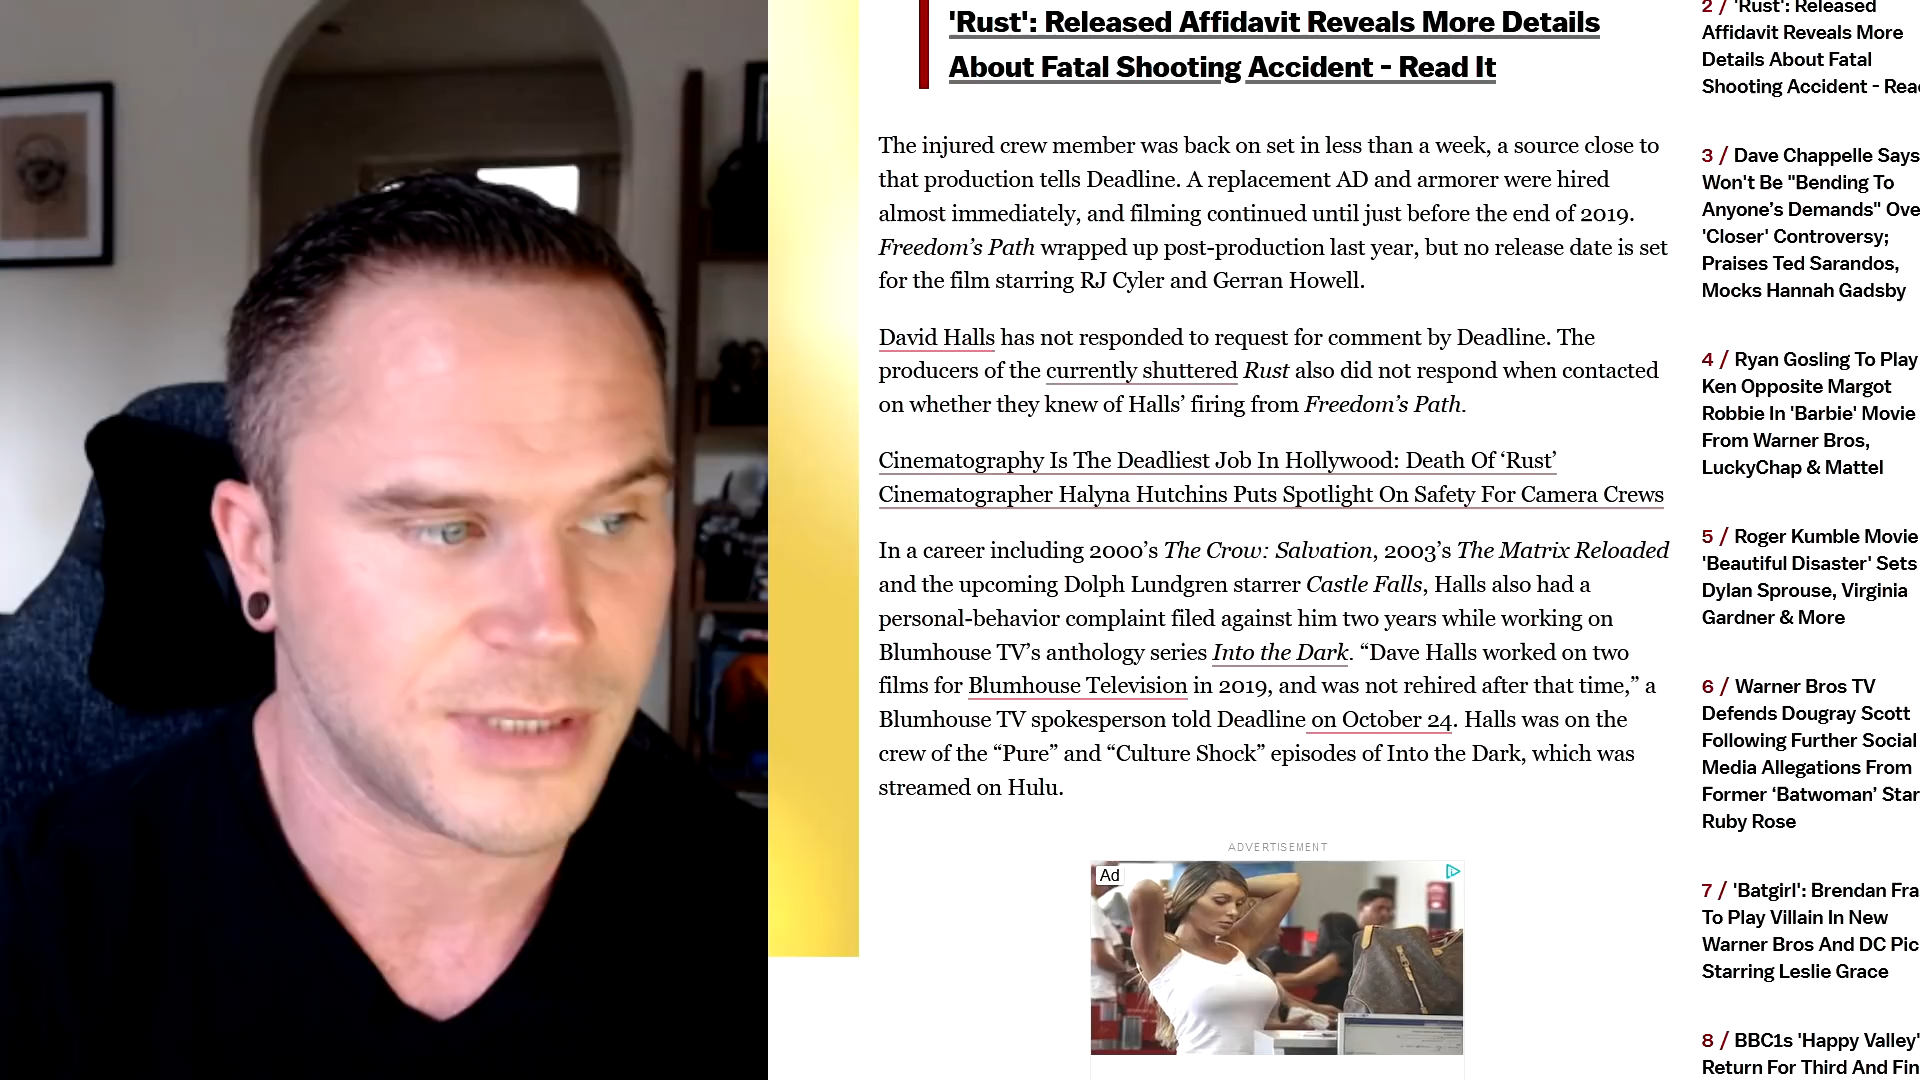 'Rust': Released Affidavit Reveals More Details
About Fatal Shooting Accident - Read It
The injured crew member was back on set in less than a week, a source close to
that production tells Deadline. A replacement AD and armorer were hired
almost immediately, and filming continued until just before the end of 2019.
Freedom’s Path wrapped up post-production last year, but no release date is set
for the film starring RJ Cyler and Gerran Howell.
David Halls has not responded to request for comment by Deadline. The
producers of the currently shuttered Rust also did not respond when contacted
on whether they knew of Halls’ firing from Freedom’s Path.
Cinematography Is The Deadliest Job In Hollywood: Death Of ‘Rust’
Cinematographer Halyna Hutchins Puts Spotlight On Safety For Camera Crews
In a career including 2000’s The Crow: Salvation, 2003’s The Matrix Reloaded
and the upcoming Dolph Lundgren starrer Castle Falls, Halls also had a
personal-behavior complaint filed against him two years while working on
Blumhouse TV’s anthology series Into the Dark. “Dave Halls worked on two
films for Blumhouse Television in 2019, and was not rehired after that time,” a
Blumhouse TV spokesperson told Deadline on October 24. Halls was on the
crew of the “Pure” and “Culture Shock” episodes of Into the Dark, which was
streamed on Hulu.
ADVERTISEMENT
Ad
2 / 'Rust': Released
Affidavit Reveals More
Details About Fatal
Shooting Accident - Rea
3 / Dave Chappelle Says
Won't Be "Bending To
Anyone’s Demands" Ove
'Closer' Controversy;
Praises Ted Sarandos,
Mocks Hannah Gadsby
4 / Ryan Gosling To Play
Ken Opposite Margot
Robbie In 'Barbie' Movie
From Warner Bros,
LuckyChap & Mattel
5 / Roger Kumble Movie
'Beautiful Disaster' Sets
Dylan Sprouse, Virginia
Gardner & More
6 / Warner Bros TV
Defends Dougray Scott
Following Further Social
Media Allegations From
Former ‘Batwoman’ Star
Ruby Rose
7 / 'Batgirl': Brendan Fra
To Play Villain In New
Warner Bros And DC Pic
Starring Leslie Grace
8 / BBC1s 'Happy Valley'
Return For Third And Fin